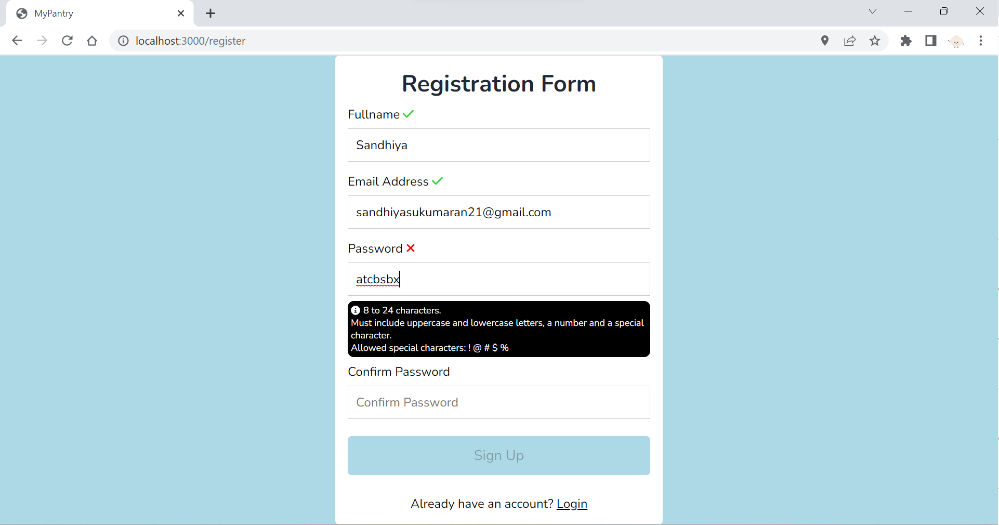 MyPantry
localhost:3000/register
Registration Form
Fullname
Sandhiya
Email Address
sandhiyasukumaran21@gmail.com
Password
atcbsbx
8 to 24 characters.
Must include uppercase and lowercase letters, a number and a special
character.
Allowed special characters: ! @ # $ %
Confirm Password
Confirm Password
Sign Up
Already have an account? Login